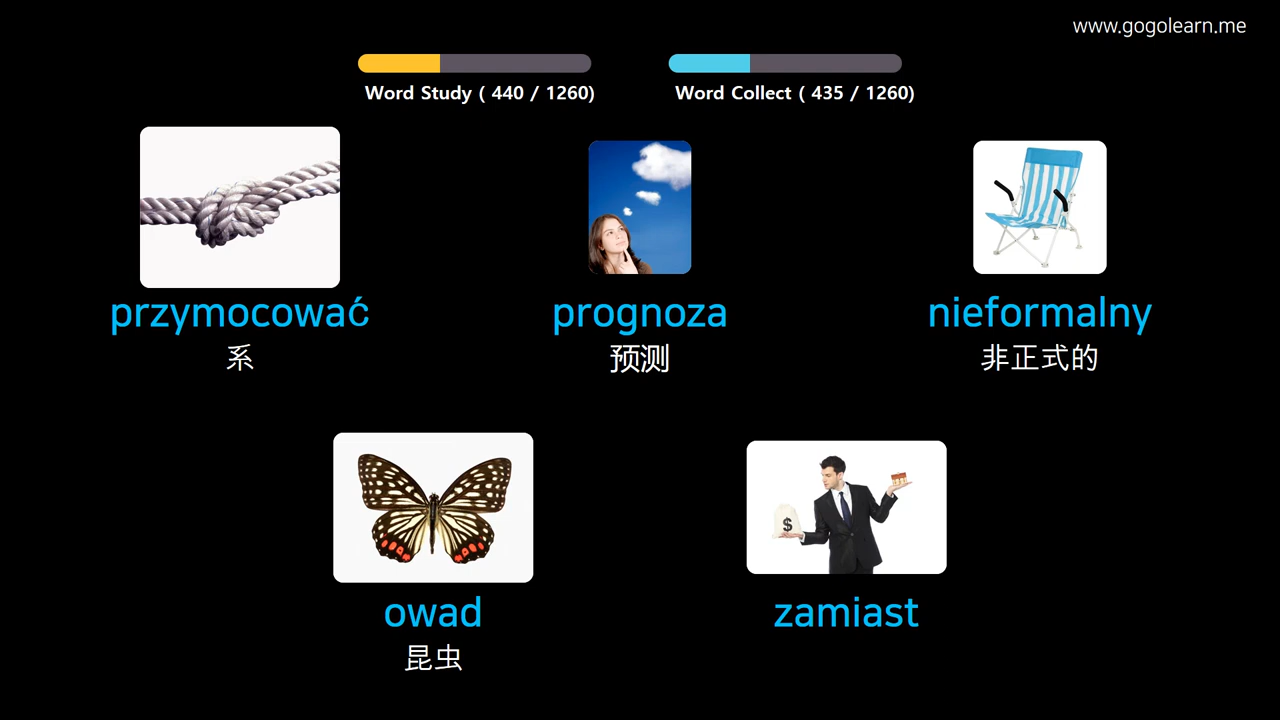 www.gogolearn.me
Word Study ( 440 / 1260)
Word Collect ( 435 / 1260)
przymocować
系
prognoza
预测
nieformalny
非正式的
$
owad
昆虫
zamiast